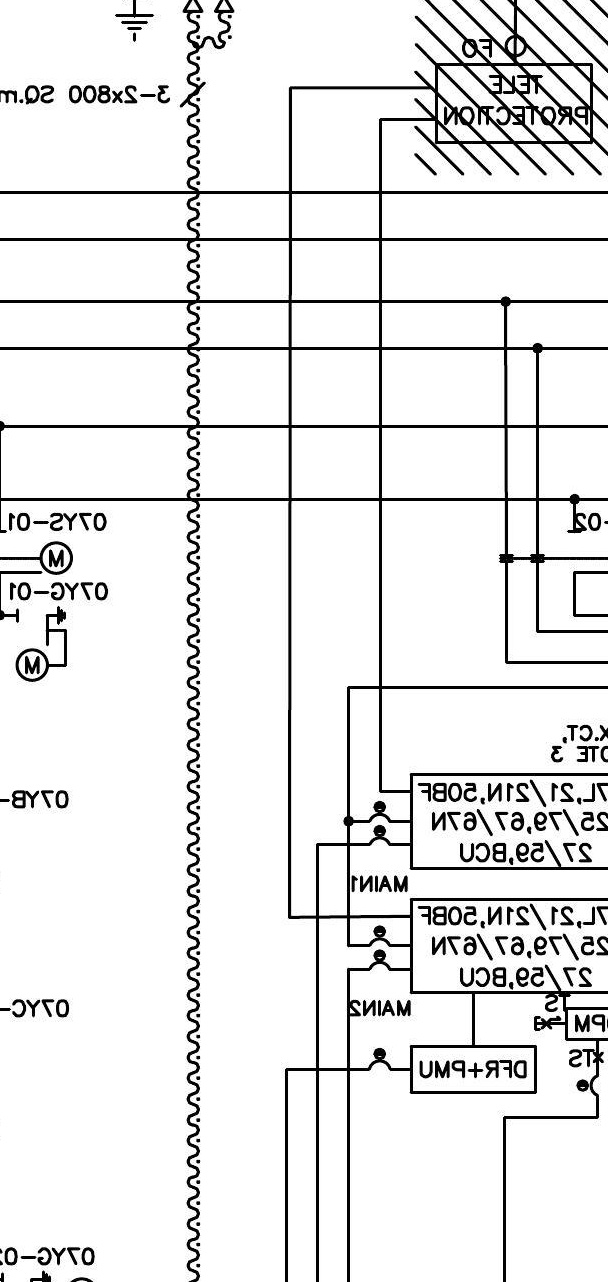 FO
TELE
PROTECTION
3-2x800 SQ.m
07YS-01
-02
M
07YG-01
M
X.CT,
OTE 3
07YB-
7L,21/21N,50BF
25/79,67/67N
27/59,BCU
MAIN1
7L,21/21N,50BF
25/79,67/67N
27/59,BCU
MAIN2
TS
07YC-
PM
TS
DFR+PMU
07YG-0